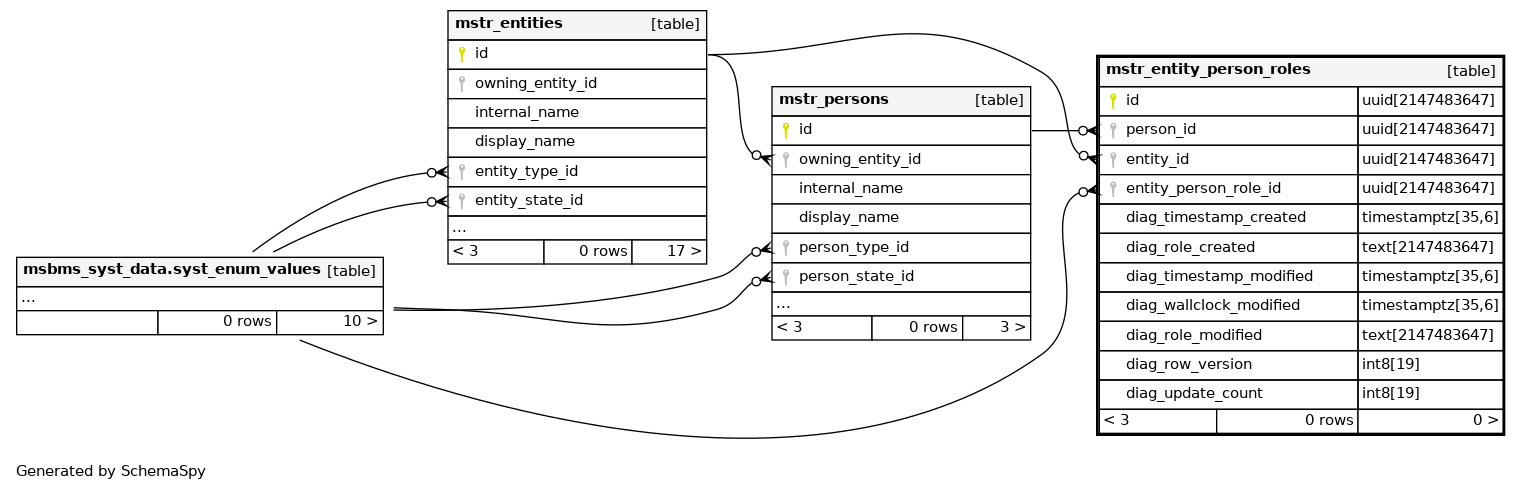 mstr_entities [table]
id
owning_entity_id
internal_name
display_name
entity_type_id
entity_state_id
...
< 3 0 rows 17 >
msbms_syst_data.syst_enum_values [table]
...
0 rows 10 >
mstr_persons [table]
id
owning_entity_id
internal_name
display_name
person_type_id
person_state_id
...
< 3 0 rows 3 >
mstr_entity_person_roles [table]
id uuid[2147483647]
person_id uuid[2147483647]
entity_id uuid[2147483647]
entity_person_role_id uuid[2147483647]
diag_timestamp_created timestamptz[35,6]
diag_role_created text[2147483647]
diag_timestamp_modified timestamptz[35,6]
diag_wallclock_modified timestamptz[35,6]
diag_role_modified text[2147483647]
diag_row_version int8[19]
diag_update_count int8[19]
< 3 0 rows 0 >
Generated by SchemaSpy